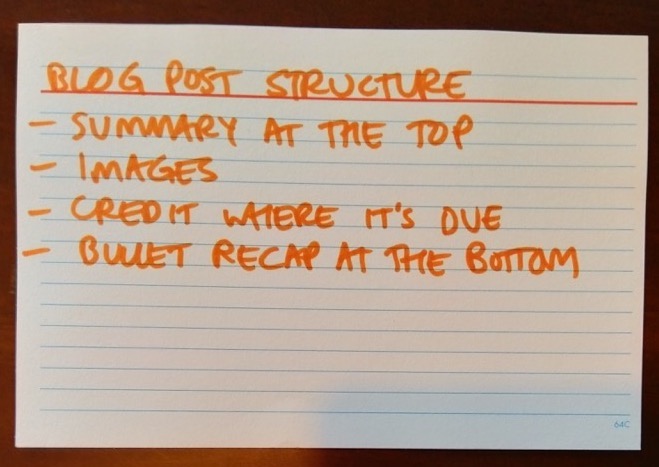 BLOG POST STRUCTURE
- SUMMARY AT THE TOP
- IMAGES
- CREDIT WHERE IT'S DUE
- BULLET RECAP AT THE BOTTOM
64C